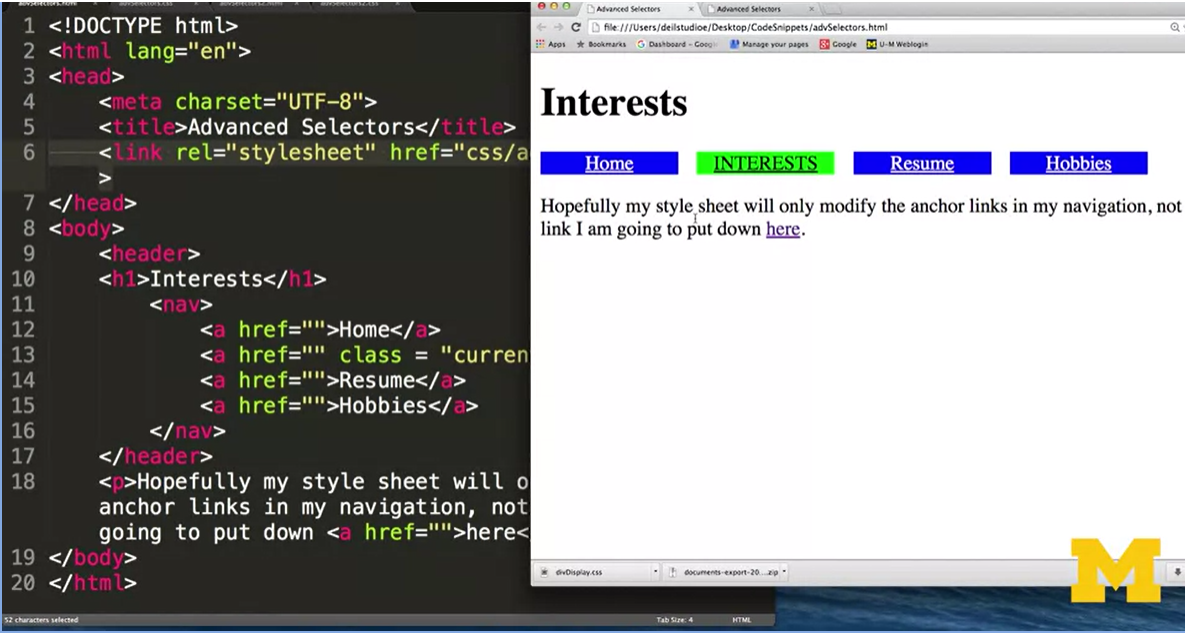 advSelectors.html
advSelectors.css
advSelectors2.html
advSelectors2.css
1 <!DOCTYPE html>
2 <html lang="en">
3 <head>
4 <meta charset="UTF-8">
5 <title>Advanced Selectors</title>
6 <link rel="stylesheet" href="css/a
>
7 </head>
8 <body>
9 <header>
10 <h1>Interests</h1>
11 <nav>
12 <a href="">Home</a>
13 <a href="" class = "curren
14 <a href="">Resume</a>
15 <a href="">Hobbies</a>
16 </nav>
17 </header>
18 <p>Hopefully my style sheet will o
anchor links in my navigation, not
going to put down <a href="">here<
19 </body>
20 </html>
52 characters selected
Tab Size: 4
HTML
Advanced Selectors
Advanced Selectors
file:///Users/deilstudioe/Desktop/CodeSnippets/advSelectors.html
Apps Bookmarks Dashboard – Goog Manage your pages Google U-M Weblogin
Interests
Home INTERESTS Resume Hobbies
Hopefully my style sheet will only modify the anchor links in my navigation, not
link I am going to put down here.
divDisplay.css
documents-export-20...zip
M